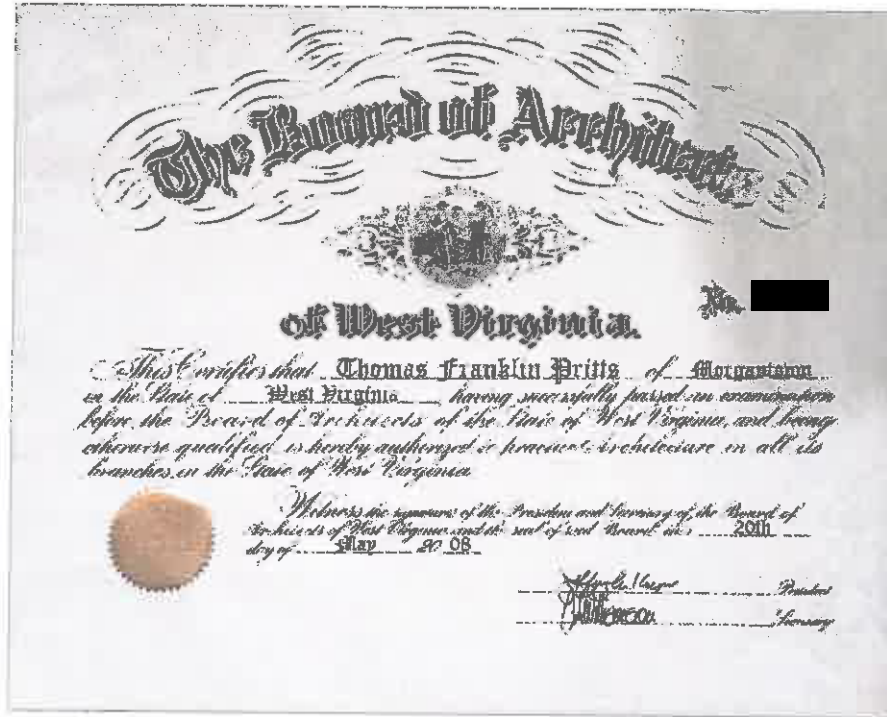 The Board of Architects
of West Virginia.
No.
This Certifies that Thomas Franklin Pritts of Morgantown
in the State of West Virginia, having successfully passed an examination
before the Board of Architects of the State of West Virginia, and being
otherwise qualified is hereby authorized to practice Architecture in all its
branches in the State of West Virginia
Witness the signature of the President and Secretary of the Board of
Architects of West Virginia and the seal of said Board this 20th
day of May 20 08
President
Secretary